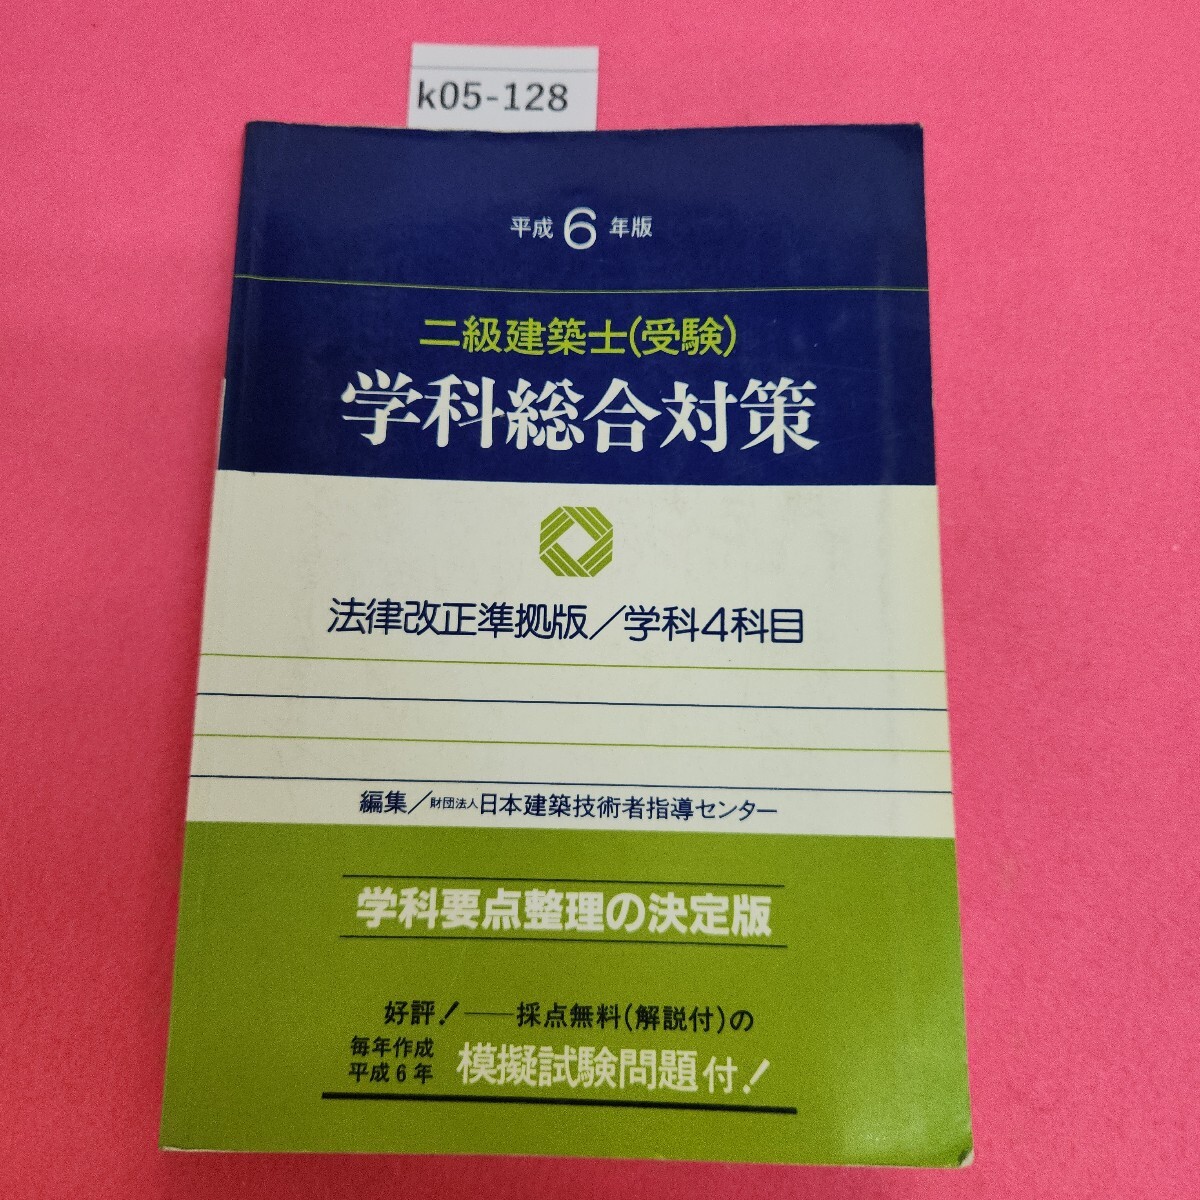 k05-128
平成6年版
二級建築士(受験)
学科総合対策
法律改正準拠版/学科4科目
編集/財団法人日本建築技術者指導センター
学科要点整理の決定版
好評!——採点無料(解説付)の
毎年作成
平成6年
模擬試験問題付!